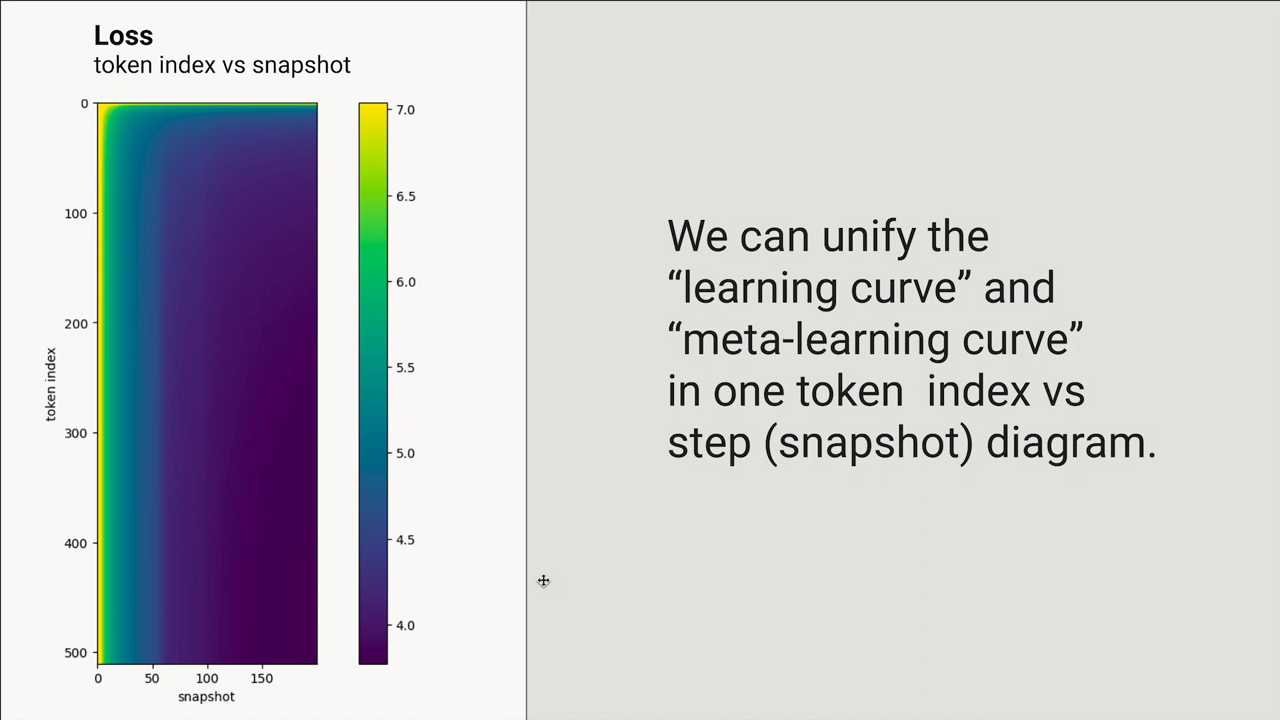 Loss
token index vs snapshot
0
100
200
300
400
500
token index
0
50
100
150
snapshot
7.0
6.5
6.0
5.5
5.0
4.5
4.0
We can unify the
“learning curve” and
“meta-learning curve”
in one token  index vs
step (snapshot) diagram.